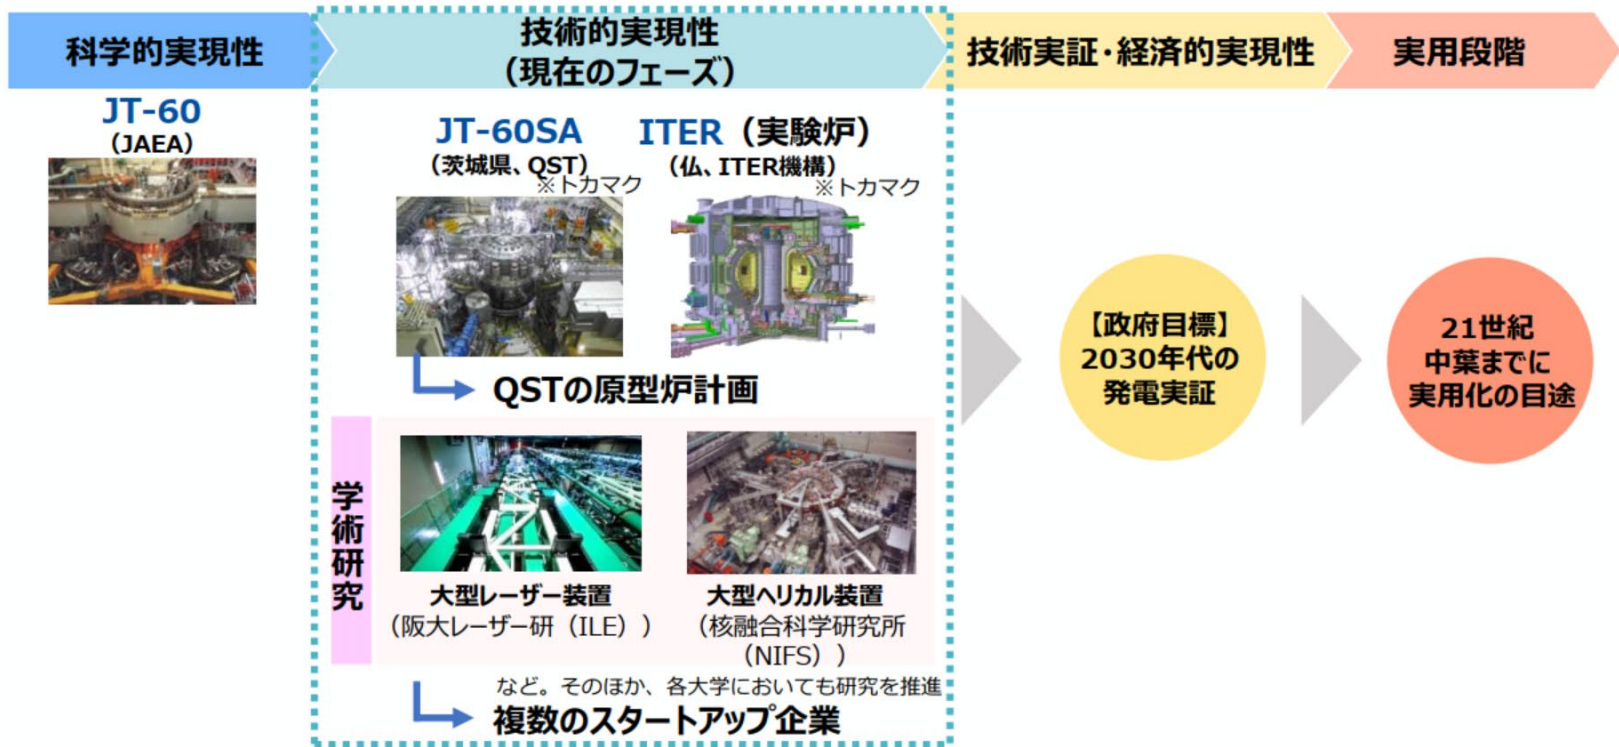 科学的実現性
技術的実現性
（現在のフェーズ）
技術実証・経済的実現性
実用段階
JT-60
（JAEA）
JT-60SA
（茨城県、QST）
※トカマク
ITER（実験炉）
（仏、ITER機構）
※トカマク
QSTの原型炉計画
学術研究
大型レーザー装置
（阪大レーザー研（ILE））
大型ヘリカル装置
（核融合科学研究所
（NIFS））
など。そのほか、各大学においても研究を推進
複数のスタートアップ企業
【政府目標】
2030年代の
発電実証
21世紀
中葉までに
実用化の目途